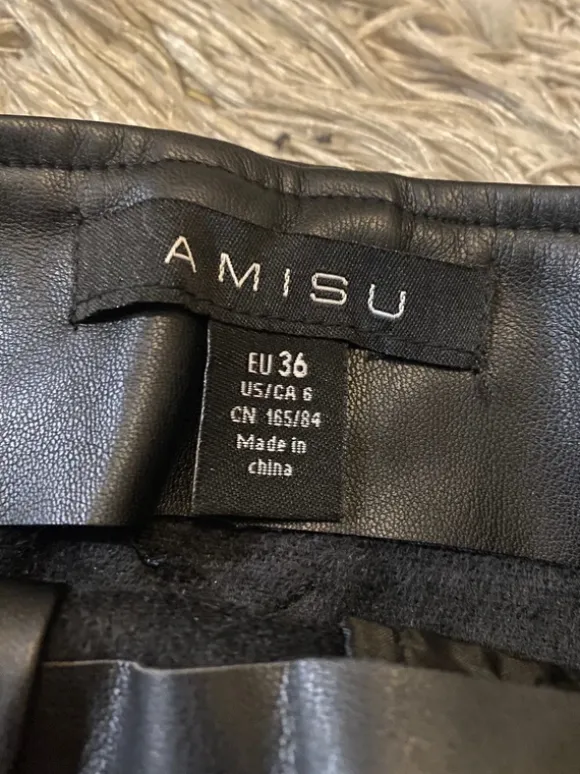 AMISU
EU 36
US/CA 6
CN 165/84
Made in
china